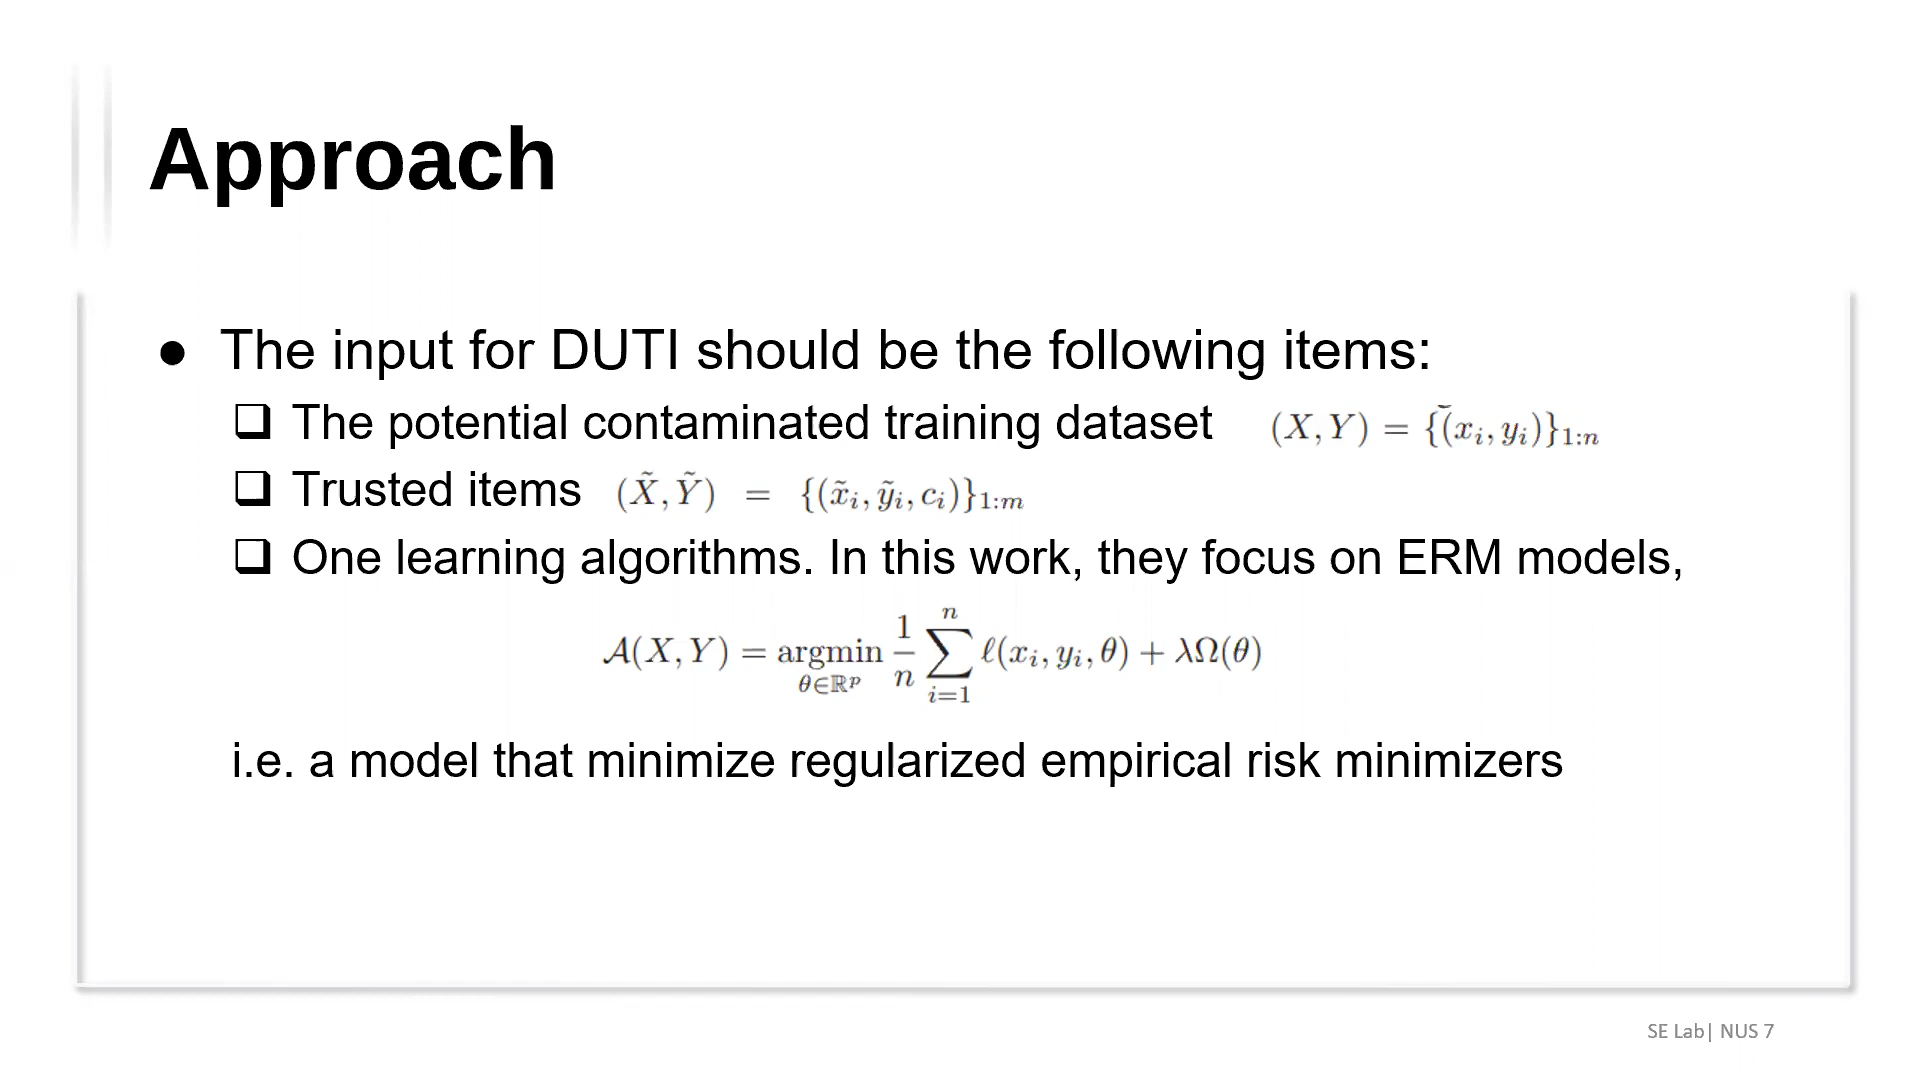 Approach
● The input for DUTI should be the following items:
❑ The potential contaminated training dataset (X, Y) = {(x_i, y_i)}_{1:n}
❑ Trusted items (X̃, Ỹ) = {(x̃_i, ỹ_i, c_i)}_{1:m}
❑ One learning algorithms. In this work, they focus on ERM models,
𝒜(X, Y) = argmin_{θ∈ℝ^p} 1/n ∑_{i=1}^{n} ℓ(x_i, y_i, θ) + λΩ(θ)
i.e. a model that minimize regularized empirical risk minimizers
SE Lab| NUS 7